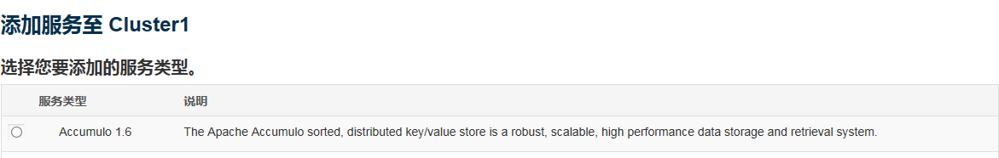 添加服务至 Cluster1
选择您要添加的服务类型。
服务类型 说明
Accumulo 1.6 The Apache Accumulo sorted, distributed key/value store is a robust, scalable, high performance data storage and retrieval system.